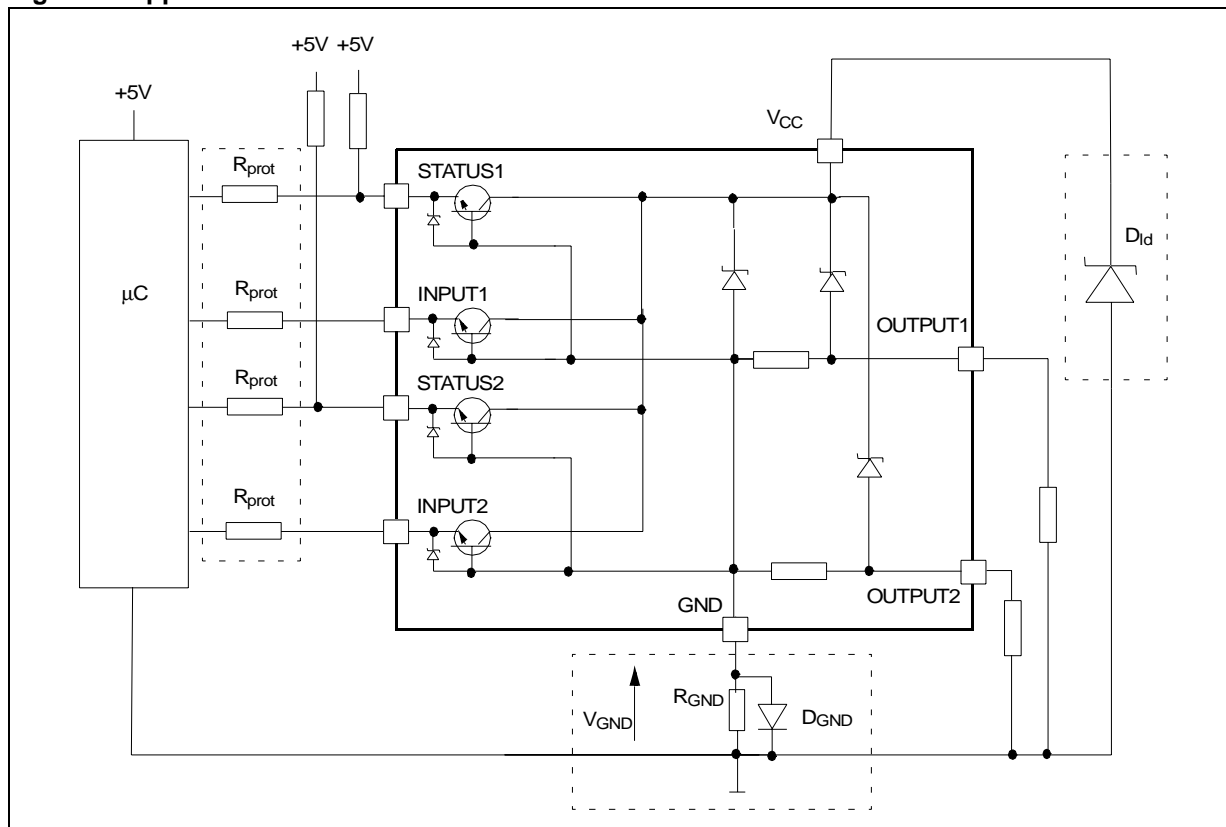 +5V +5V
+5V
VCC
Rprot
STATUS1
Dld
μC
Rprot
INPUT1
OUTPUT1
Rprot
STATUS2
Rprot
INPUT2
OUTPUT2
GND
RGND
VGND
DGND